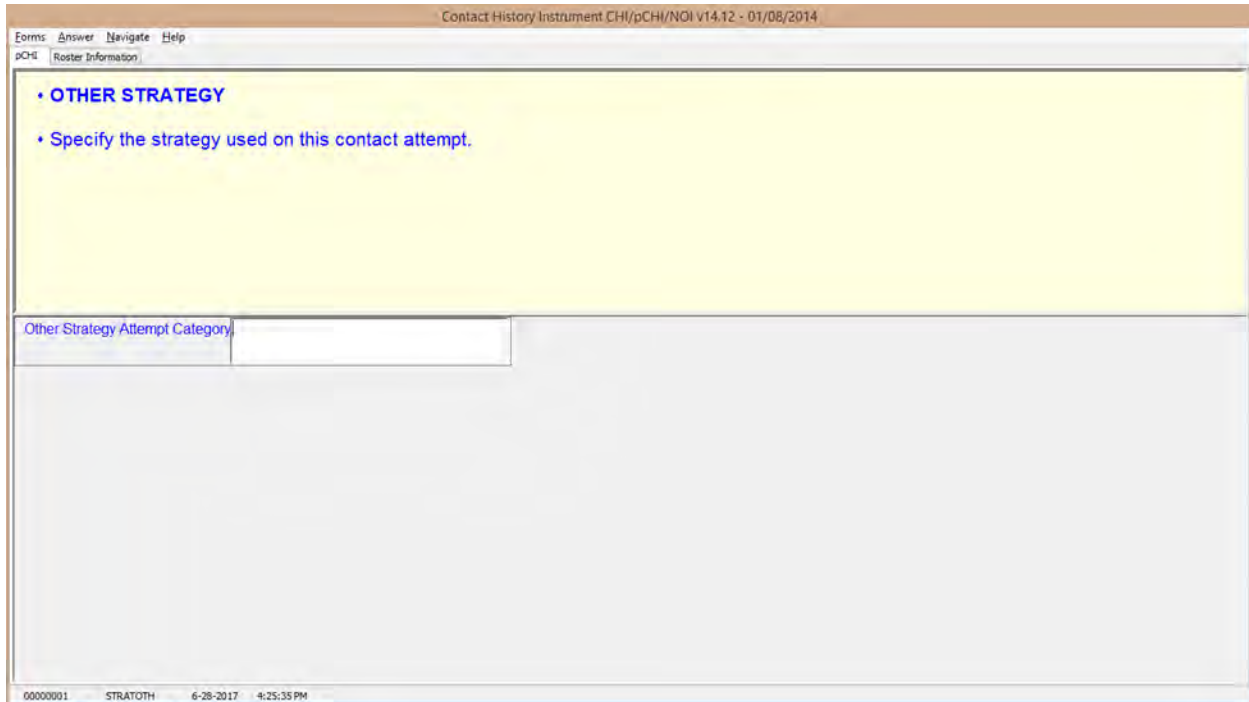 Contact History Instrument CHI/pCHI/NOI v14.12 - 01/08/2014
Forms Answer Navigate Help
pCHI Roster Information
• OTHER STRATEGY
• Specify the strategy used on this contact attempt.
Other Strategy Attempt Category
00000001 STRATOTH 6-28-2017 4:25:35 PM